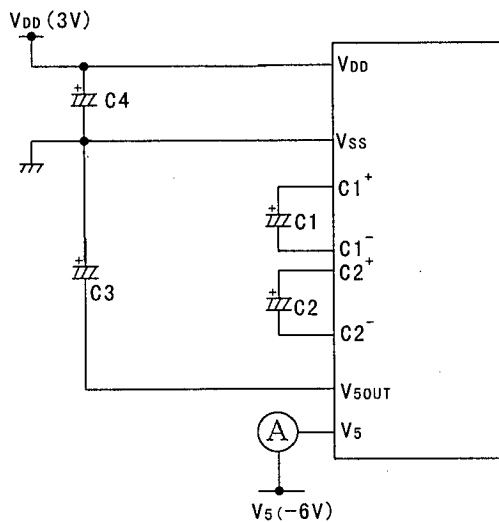 VDD(3V)
VDD
C4
VSS
C1+
C1
C1-
C2+
C3
C2
C2-
V5OUT
A
V5
V5(-6V)